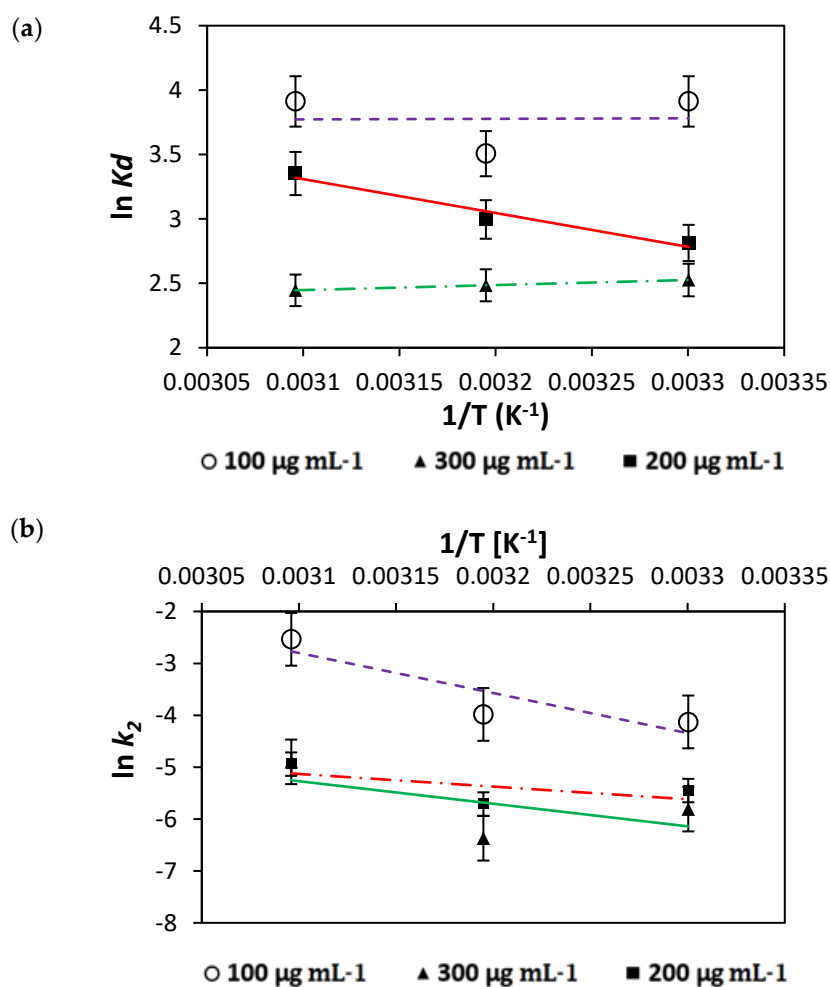 (a)
4.5
4
3.5
3
2.5
2
ln Kd
0.00305 0.0031 0.00315 0.0032 0.00325 0.0033 0.00335
1/T (K⁻¹)
100 µg mL-1 300 µg mL-1 200 µg mL-1
(b)
1/T [K⁻¹]
0.00305 0.0031 0.00315 0.0032 0.00325 0.0033 0.00335
-2
-3
-4
-5
-6
-7
-8
ln k₂
100 µg mL-1 300 µg mL-1 200 µg mL-1